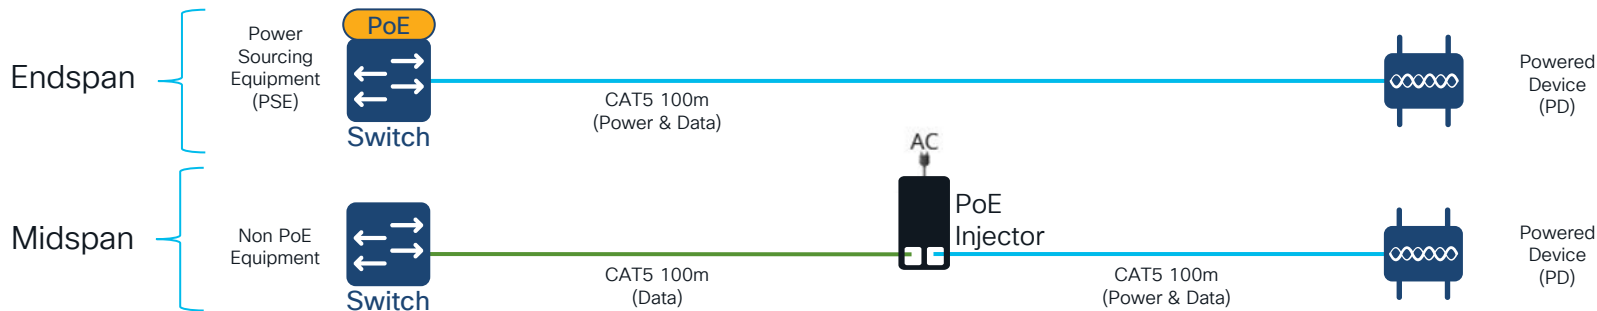 PoE
Power
Sourcing
Equipment
(PSE)
Endspan
Switch
CAT5 100m
(Power & Data)
Powered
Device
(PD)
AC
Midspan
Non PoE
Equipment
Switch
CAT5 100m
(Data)
PoE
Injector
CAT5 100m
(Power & Data)
Powered
Device
(PD)